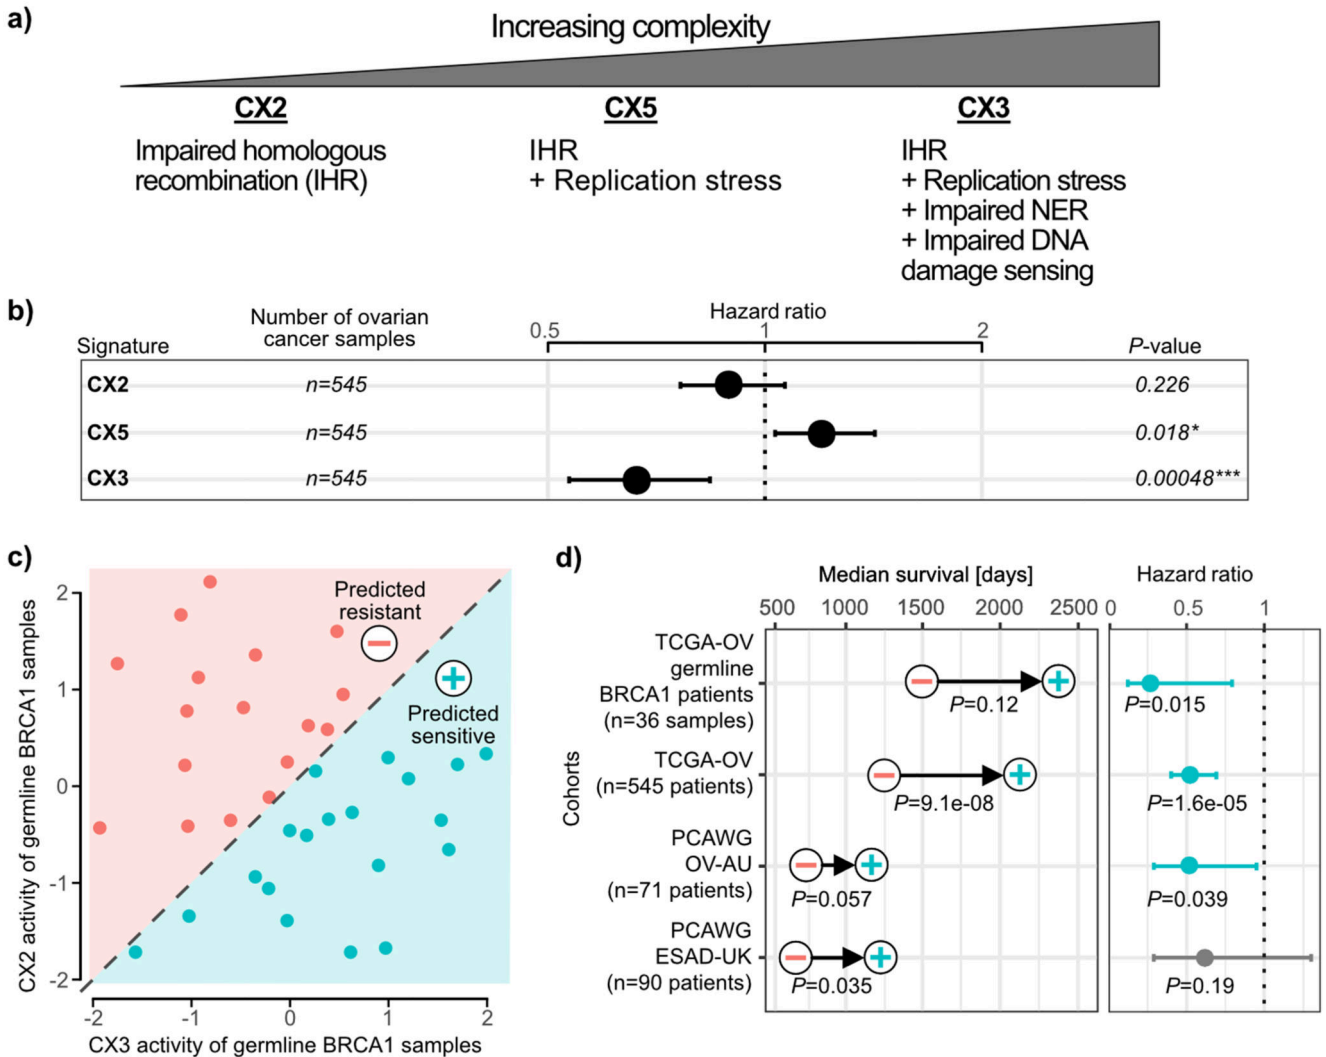 a)
Increasing complexity
CX2
CX5
CX3
Impaired homologous
recombination (IHR)
IHR
+ Replication stress
IHR
+ Replication stress
+ Impaired NER
+ Impaired DNA
damage sensing
b)
Signature
Number of ovarian
cancer samples
Hazard ratio
0.5
1
2
P-value
CX2
n=545
0.226
CX5
n=545
0.018*
CX3
n=545
0.00048***
c)
CX2 activity of germline BRCA1 samples
2
1
0
-1
-2
Predicted
resistant
Predicted
sensitive
-2
-1
0
1
2
CX3 activity of germline BRCA1 samples
d)
Median survival [days]
Hazard ratio
500
1000
1500
2000
2500
0
0.5
1
Cohorts
TCGA-OV
germline
BRCA1 patients
(n=36 samples)
P=0.12
P=0.015
TCGA-OV
(n=545 patients)
P=9.1e-08
P=1.6e-05
PCAWG
OV-AU
(n=71 patients)
P=0.057
P=0.039
PCAWG
ESAD-UK
(n=90 patients)
P=0.035
P=0.19